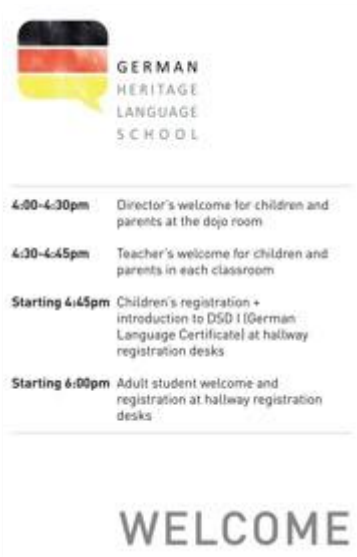 GERMAN
HERITAGE
LANGUAGE
SCHOOL
4:00-4:30pm Director's welcome for children and
parents at the dojo room
4:30-4:45pm Teacher's welcome for children and
parents in each classroom
Starting 4:45pm Children's registration +
introduction to DSD I (German
Language Certificate) at hallway
registration desks
Starting 6:00pm Adult student welcome and
registration at hallway registration
desks
WELCOME